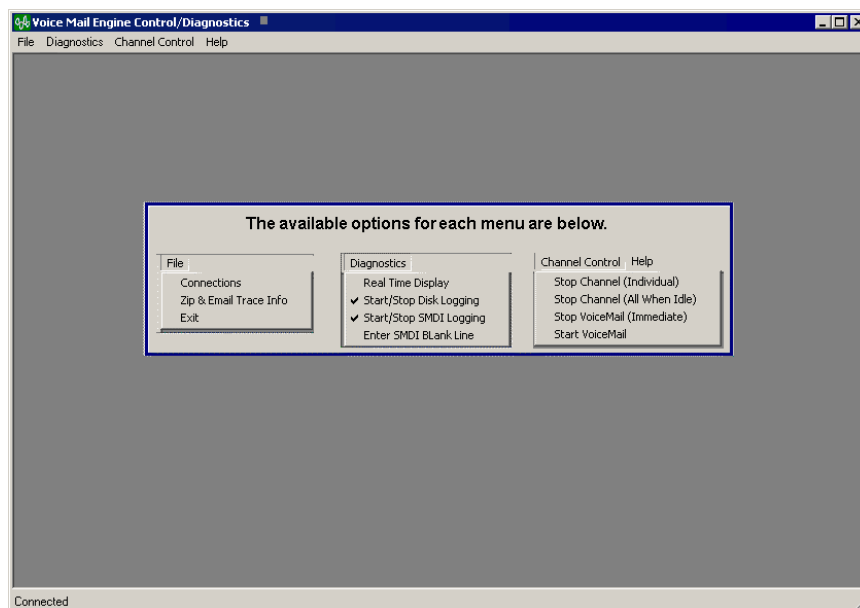 Voice Mail Engine Control/Diagnostics
File Diagnostics Channel Control Help
The available options for each menu are below.
File
Connections
Zip & Email Trace Info
Exit
Diagnostics
Real Time Display
Start/Stop Disk Logging
Start/Stop SMDI Logging
Enter SMDI BLank Line
Channel Control Help
Stop Channel (Individual)
Stop Channel (All When Idle)
Stop VoiceMail (Immediate)
Start VoiceMail
Connected